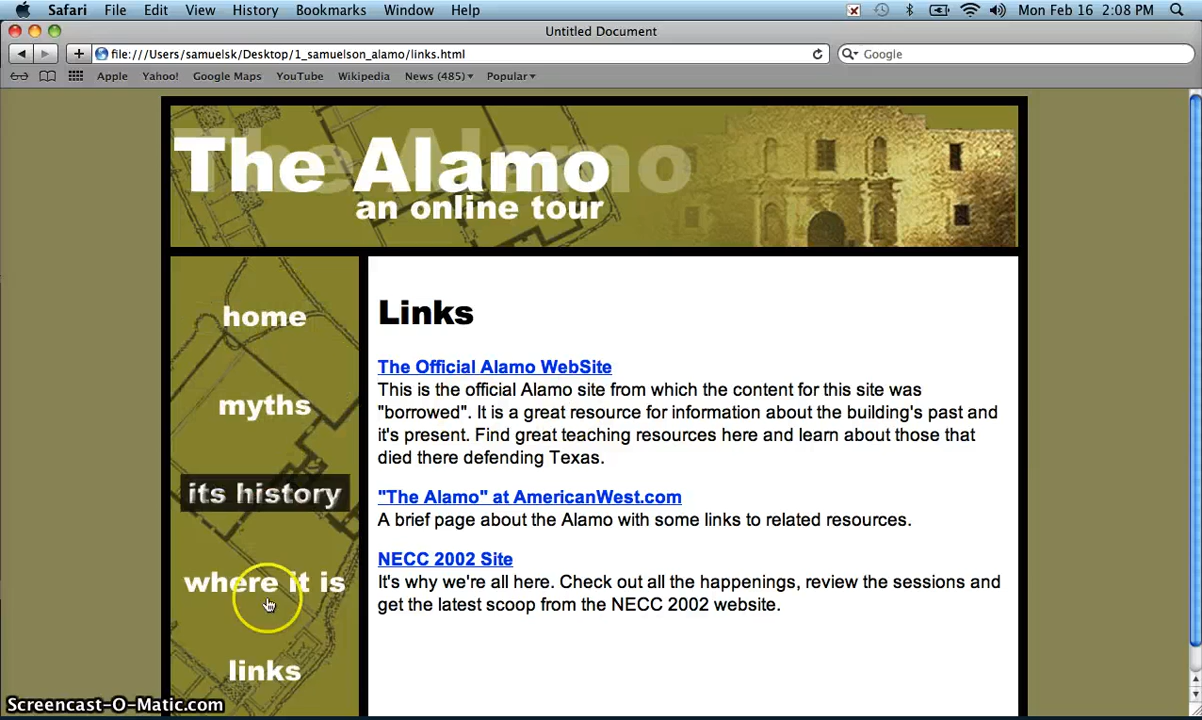 Safari File Edit View History Bookmarks Window Help Mon Feb 16 2:08 PM
Untitled Document
file:///Users/samuelsk/Desktop/1_samuelson_alamo/links.html Google
Apple Yahoo! Google Maps YouTube Wikipedia News (485) Popular
The Alamo
an online tour
home
myths
its history
where it is
links
Links
The Official Alamo WebSite
This is the official Alamo site from which the content for this site was
"borrowed". It is a great resource for information about the building's past and
it's present. Find great teaching resources here and learn about those that
died there defending Texas.
"The Alamo" at AmericanWest.com
A brief page about the Alamo with some links to related resources.
NECC 2002 Site
It's why we're all here. Check out all the happenings, review the sessions and
get the latest scoop from the NECC 2002 website.
Screencast-O-Matic.com